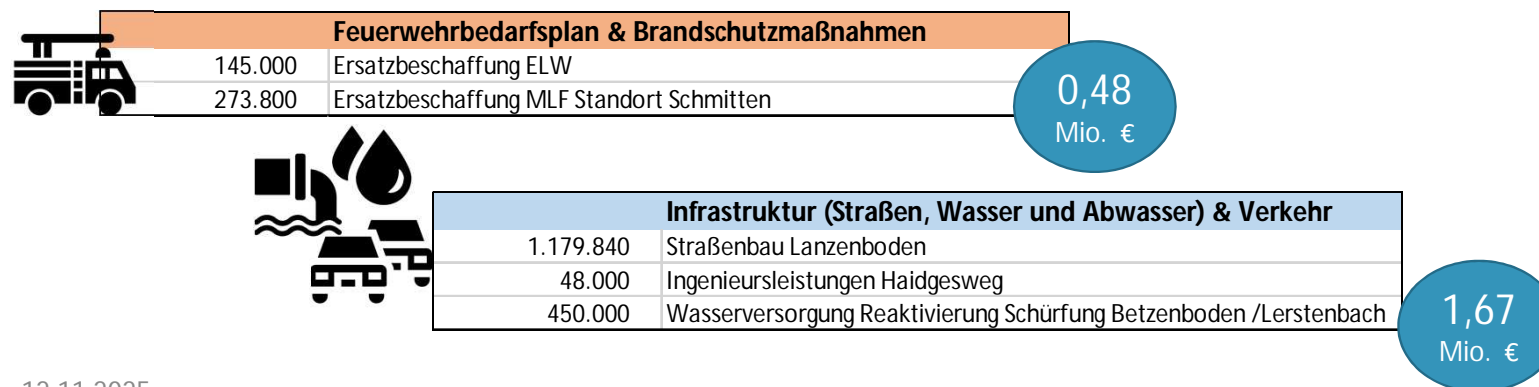 Feuerwehrbedarfsplan & Brandschutzmaßnahmen
145.000 Ersatzbeschaffung ELW
273.800 Ersatzbeschaffung MLF Standort Schmitten
0,48
Mio. €
Infrastruktur (Straßen, Wasser und Abwasser) & Verkehr
1.179.840 Straßenbau Lanzenboden
48.000 Ingenieursleistungen Haidgesweg
450.000 Wasserversorgung Reaktivierung Schürfung Betzenboden /Lerstenbach
1,67
Mio. €